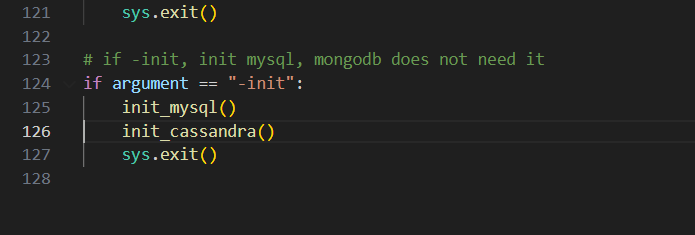 121 sys.exit()
122
123 # if -init, init mysql, mongodb does not need it
124 if argument == "-init":
125 init_mysql()
126 init_cassandra()
127 sys.exit()
128